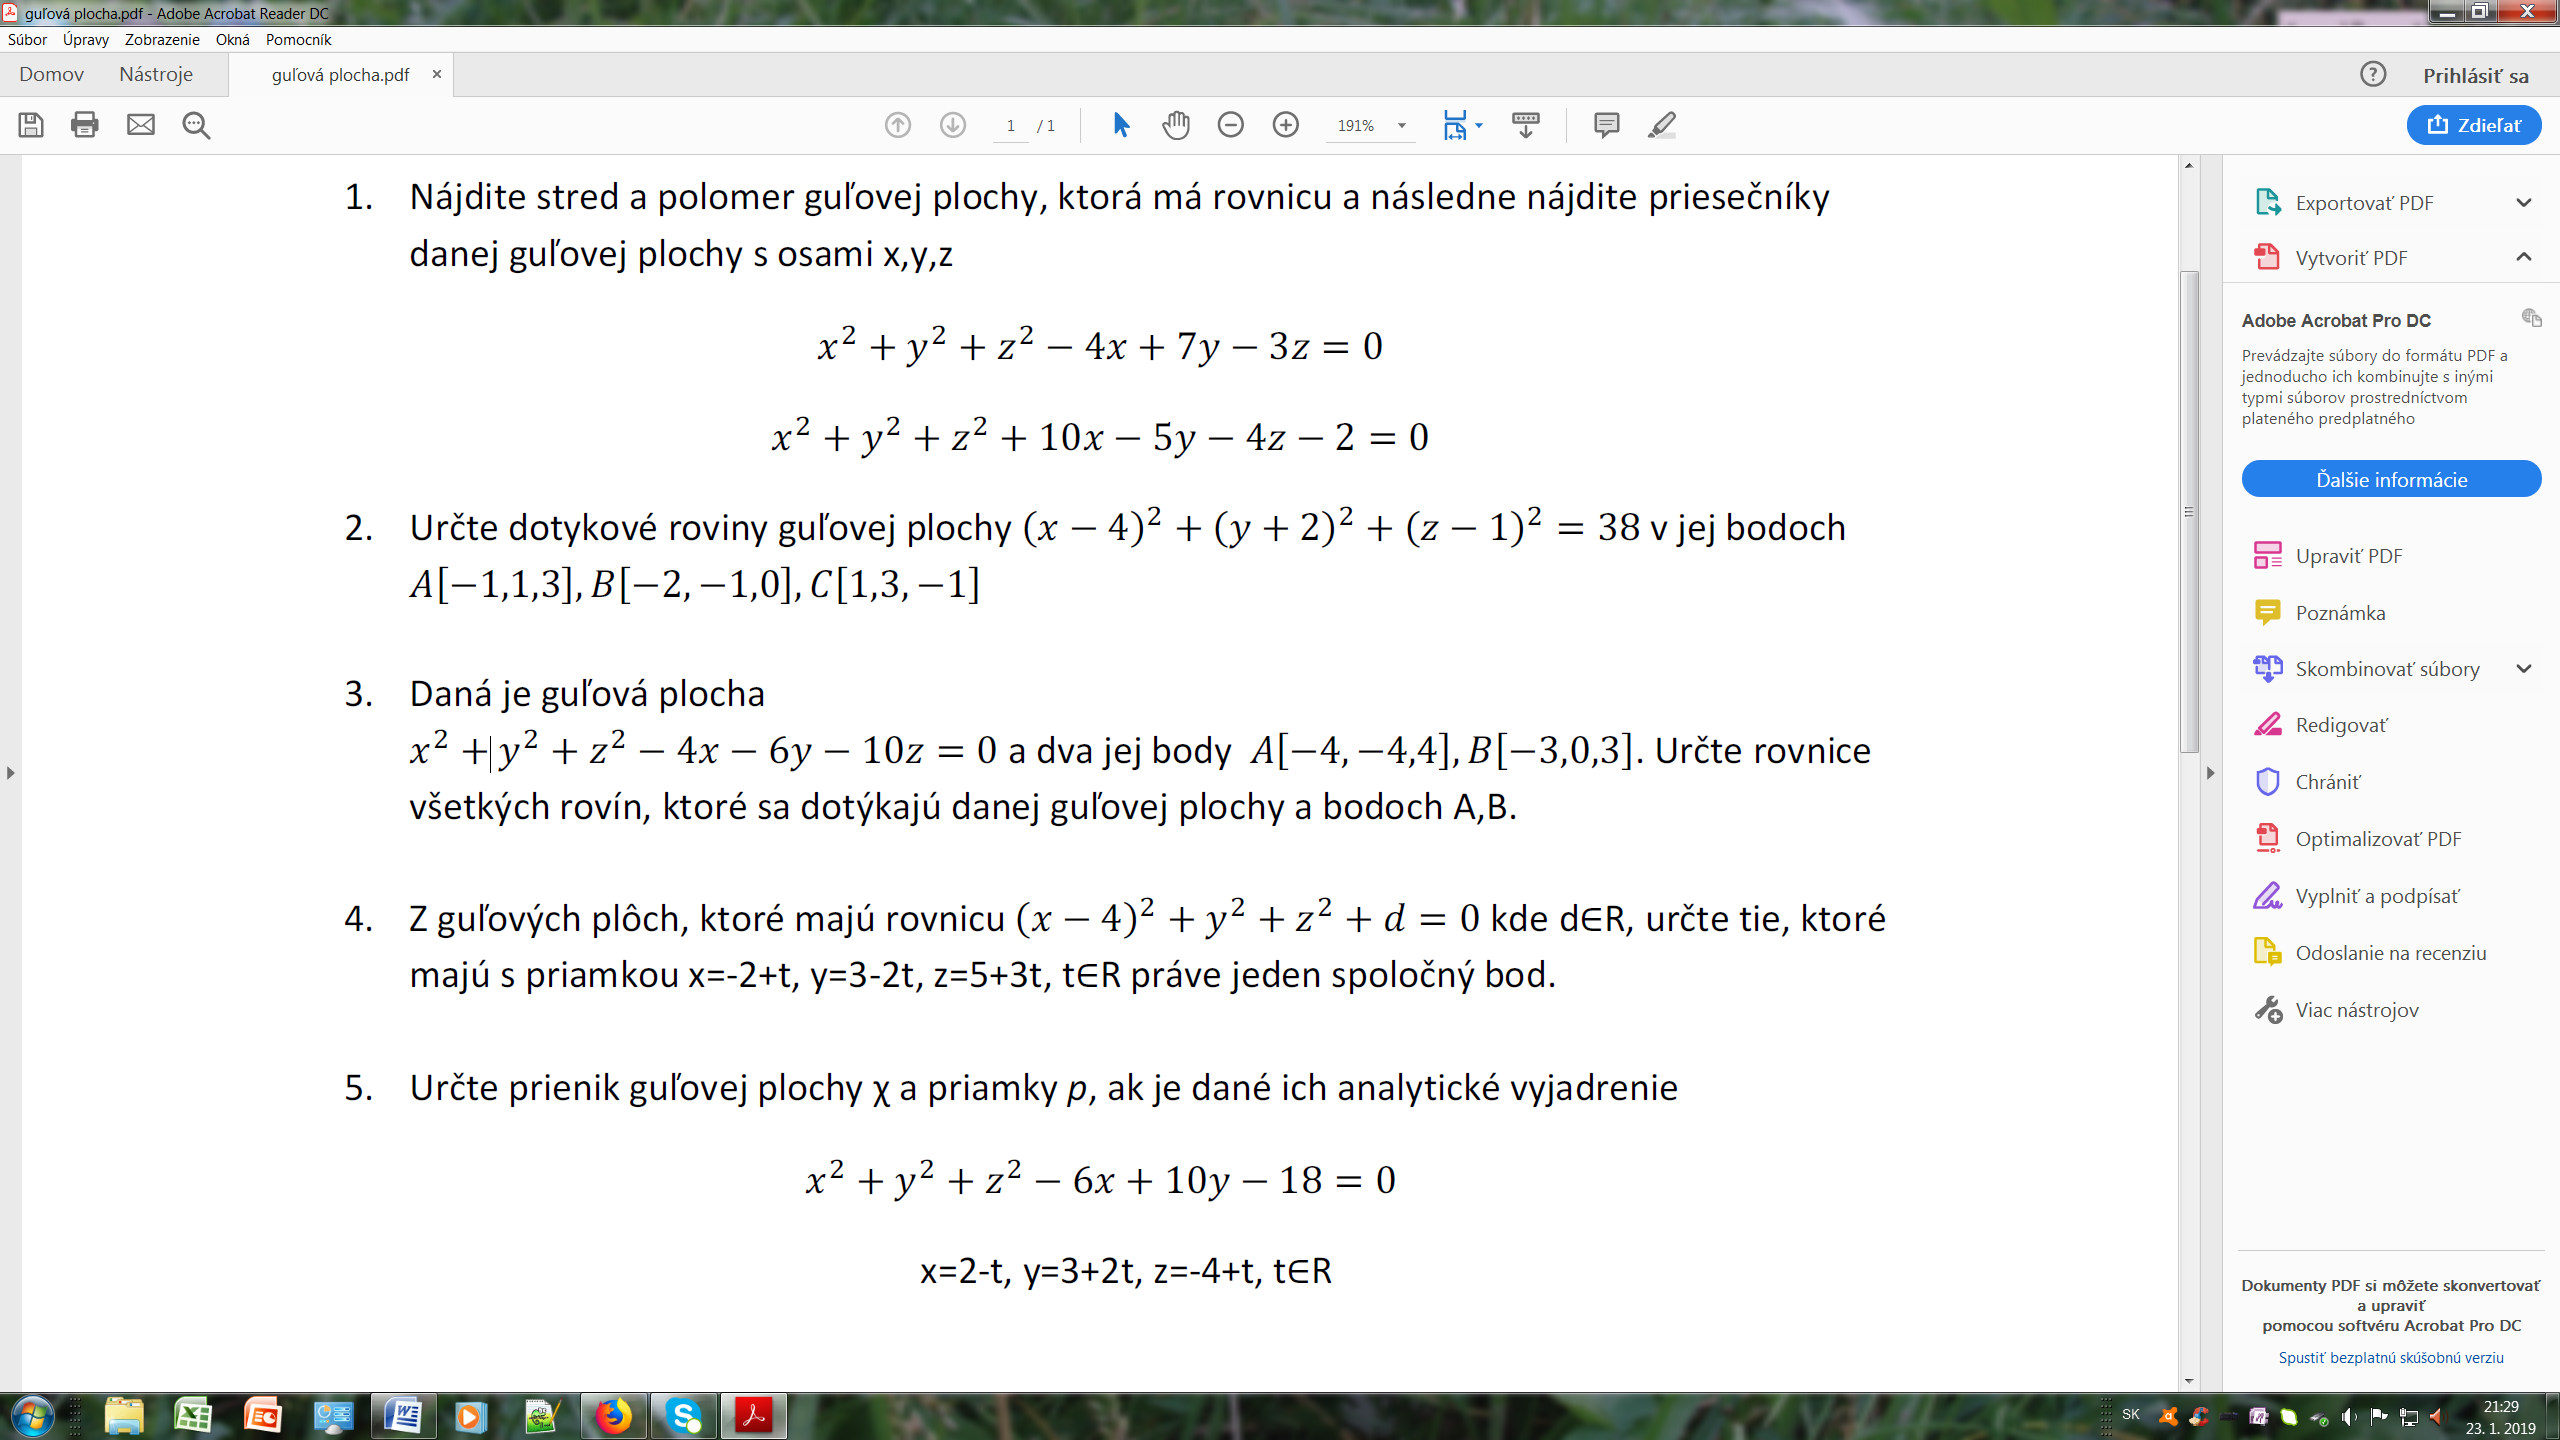 guľová plocha.pdf - Adobe Acrobat Reader DC
Súbor Úpravy Zobrazenie Okná Pomocník
Domov Nástroje guľová plocha.pdf × Prihlásiť sa
1 / 1 191% Zdieľať
1. Nájdite stred a polomer guľovej plochy, ktorá má rovnicu a následne nájdite priesečníky
danej guľovej plochy s osami x,y,z
x² + y² + z² − 4x + 7y − 3z = 0
x² + y² + z² + 10x − 5y − 4z − 2 = 0
2. Určte dotykové roviny guľovej plochy (x − 4)² + (y + 2)² + (z − 1)² = 38 v jej bodoch
A[−1,1,3], B[−2, −1,0], C[1,3, −1]
3. Daná je guľová plocha
x² + y² + z² − 4x − 6y − 10z = 0 a dva jej body A[−4, −4,4], B[−3,0,3]. Určte rovnice
všetkých rovín, ktoré sa dotýkajú danej guľovej plochy a bodoch A,B.
4. Z guľových plôch, ktoré majú rovnicu (x − 4)² + y² + z² + d = 0 kde d∈R, určte tie, ktoré
majú s priamkou x=-2+t, y=3-2t, z=5+3t, t∈R práve jeden spoločný bod.
5. Určte prienik guľovej plochy χ a priamky p, ak je dané ich analytické vyjadrenie
x² + y² + z² − 6x + 10y − 18 = 0
x=2-t, y=3+2t, z=-4+t, t∈R
Exportovať PDF
Vytvoriť PDF
Adobe Acrobat Pro DC
Prevádzajte súbory do formátu PDF a
jednoducho ich kombinujte s inými
typmi súborov prostredníctvom
plateného predplatného
Ďalšie informácie
Upraviť PDF
Poznámka
Skombinovať súbory
Redigovať
Chrániť
Optimalizovať PDF
Vyplniť a podpísať
Odoslanie na recenziu
Viac nástrojov
Dokumenty PDF si môžete skonvertovať
a upraviť
pomocou softvéru Acrobat Pro DC
Spustiť bezplatnú skúšobnú verziu
SK
21:29
23. 1. 2019